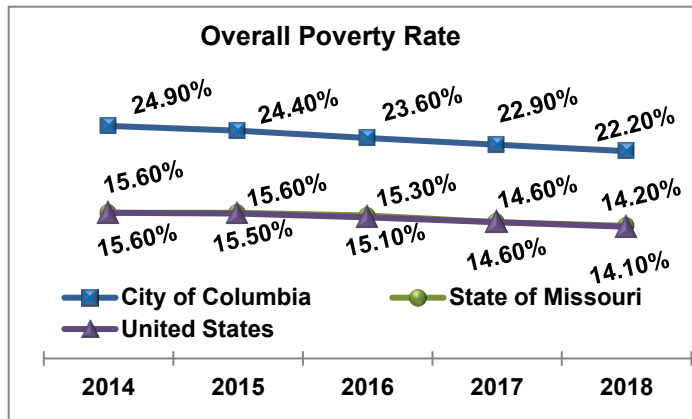 Overall Poverty Rate
24.90% 24.40% 23.60% 22.90% 22.20%
15.60% 15.60% 15.30% 14.60% 14.20%
15.60% 15.50% 15.10% 14.60% 14.10%
City of Columbia State of Missouri
United States
2014 2015 2016 2017 2018